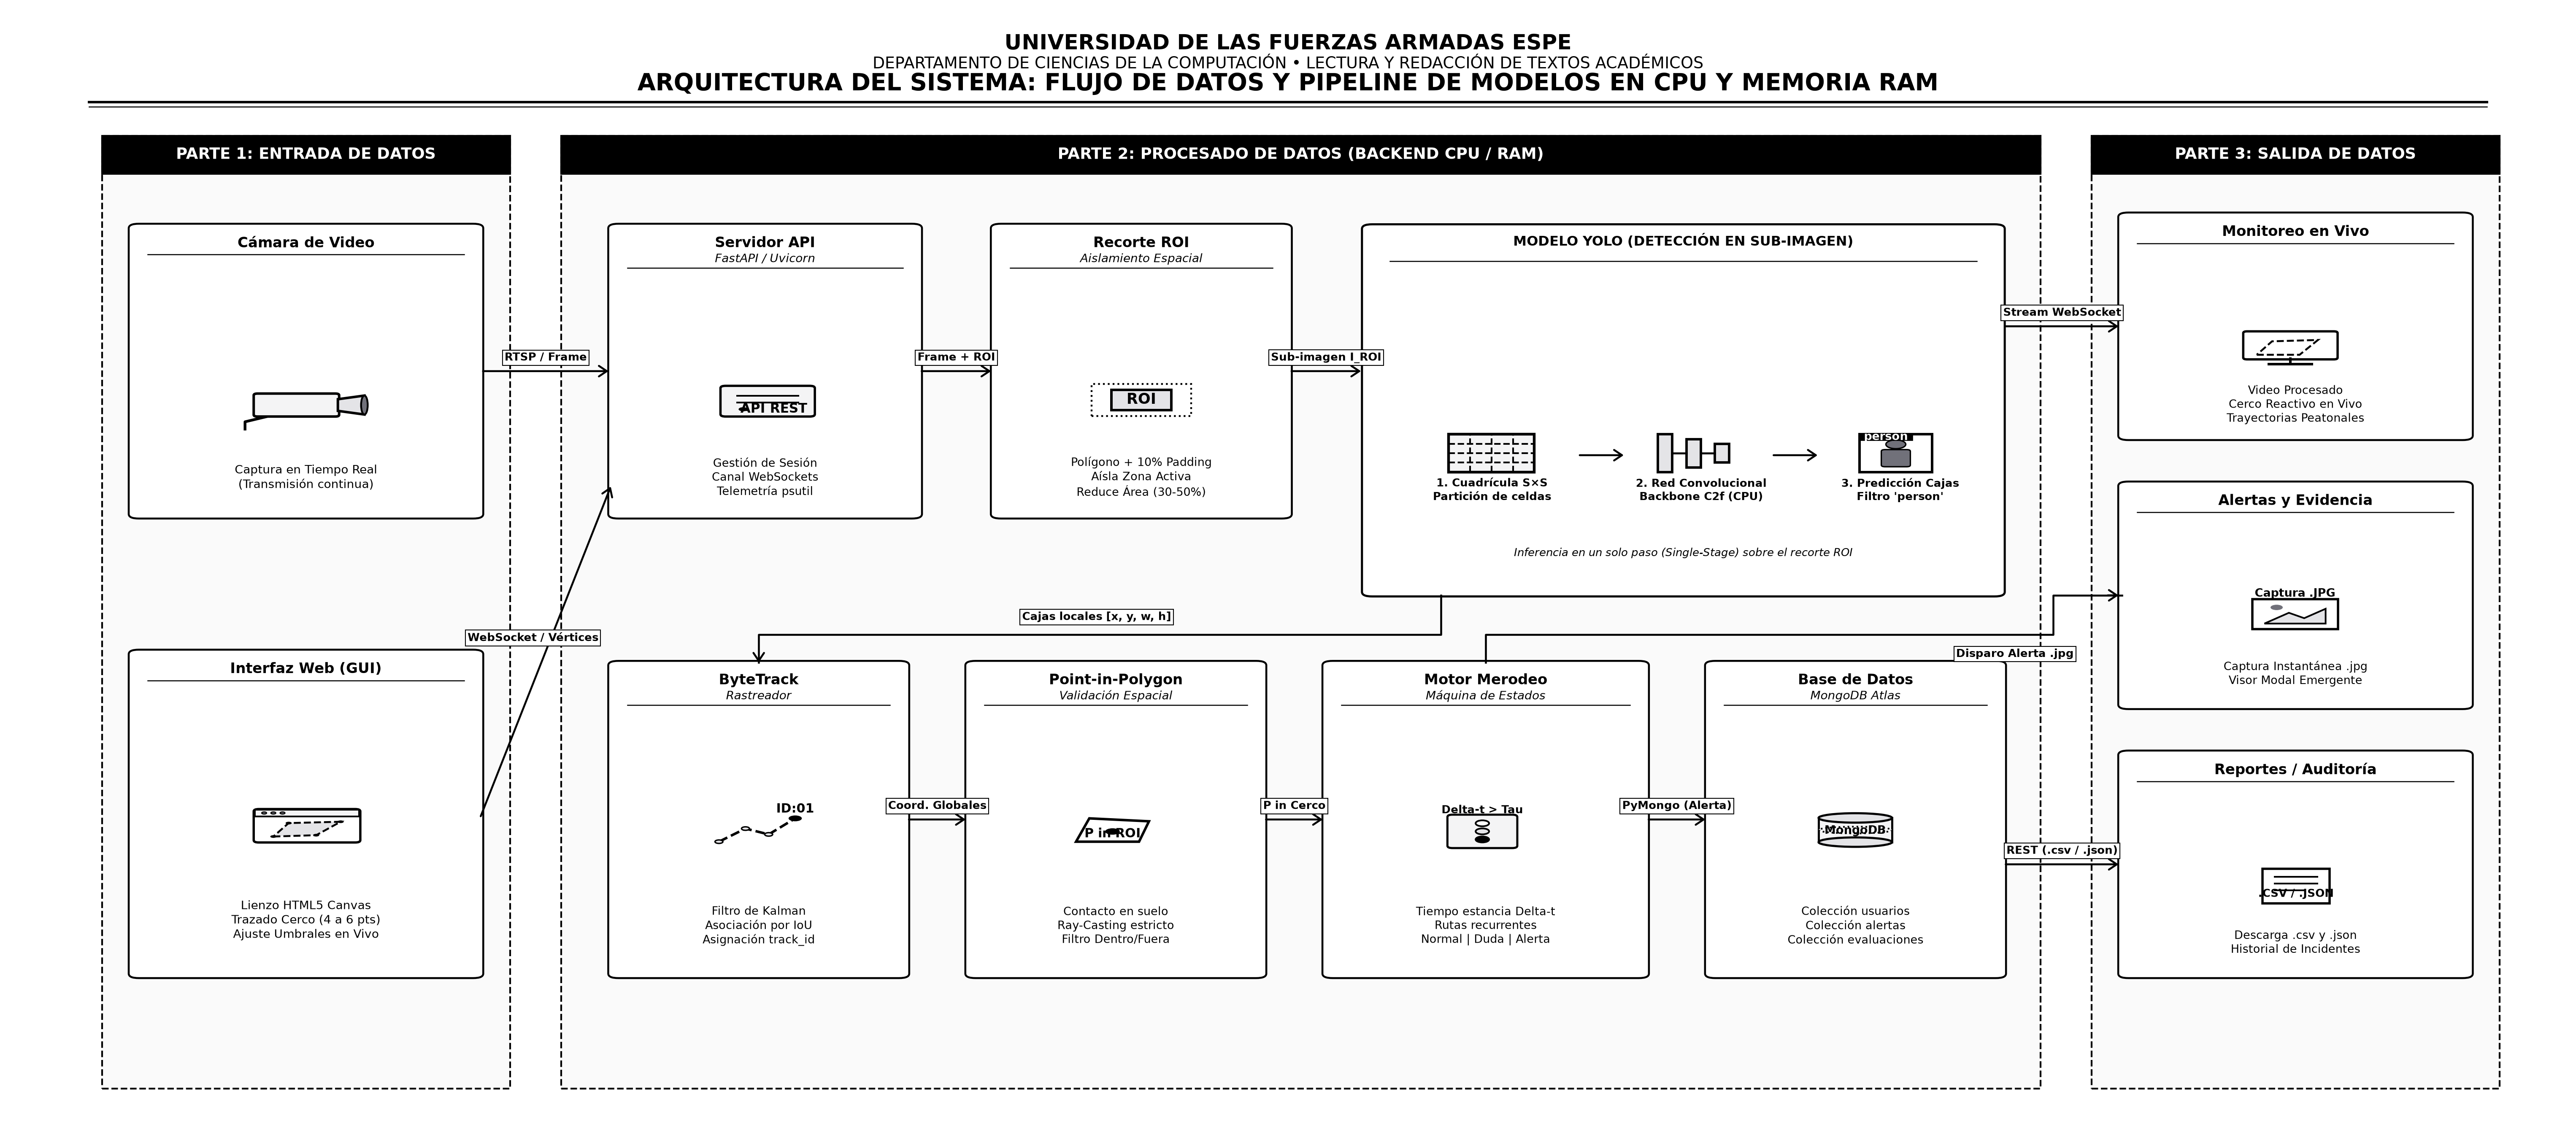 UNIVERSIDAD DE LAS FUERZAS ARMADAS ESPE
DEPARTAMENTO DE CIENCIAS DE LA COMPUTACIÓN • LECTURA Y REDACCIÓN DE TEXTOS ACADÉMICOS
ARQUITECTURA DEL SISTEMA: FLUJO DE DATOS Y PIPELINE DE MODELOS EN CPU Y MEMORIA RAM
PARTE 1: ENTRADA DE DATOS
Cámara de Video
Captura en Tiempo Real
(Transmisión continua)
RTSP / Frame
Interfaz Web (GUI)
Lienzo HTML5 Canvas
Trazado Cerco (4 a 6 pts)
Ajuste Umbrales en Vivo
WebSocket / Vértices
PARTE 2: PROCESADO DE DATOS (BACKEND CPU / RAM)
Servidor API
FastAPI / Uvicorn
API REST
Gestión de Sesión
Canal WebSockets
Telemetría psutil
Frame + ROI
Recorte ROI
Aislamiento Espacial
ROI
Polígono + 10% Padding
Aísla Zona Activa
Reduce Área (30-50%)
Sub-imagen I_ROI
MODELO YOLO (DETECCIÓN EN SUB-IMAGEN)
1. Cuadrícula S×S
Partición de celdas
2. Red Convolucional
Backbone C2f (CPU)
person
3. Predicción Cajas
Filtro 'person'
Inferencia en un solo paso (Single-Stage) sobre el recorte ROI
Stream WebSocket
Cajas locales [x, y, w, h]
Disparo Alerta .jpg
ByteTrack
Rastreador
ID:01
Filtro de Kalman
Asociación por IoU
Asignación track_id
Coord. Globales
Point-in-Polygon
Validación Espacial
P in ROI
Contacto en suelo
Ray-Casting estricto
Filtro Dentro/Fuera
P in Cerco
Motor Merodeo
Máquina de Estados
Delta-t > Tau
Tiempo estancia Delta-t
Rutas recurrentes
Normal | Duda | Alerta
PyMongo (Alerta)
Base de Datos
MongoDB Atlas
MongoDB
Colección usuarios
Colección alertas
Colección evaluaciones
REST (.csv / .json)
PARTE 3: SALIDA DE DATOS
Monitoreo en Vivo
Video Procesado
Cerco Reactivo en Vivo
Trayectorias Peatonales
Alertas y Evidencia
Captura .JPG
Captura Instantánea .jpg
Visor Modal Emergente
Reportes / Auditoría
.CSV / .JSON
Descarga .csv y .json
Historial de Incidentes